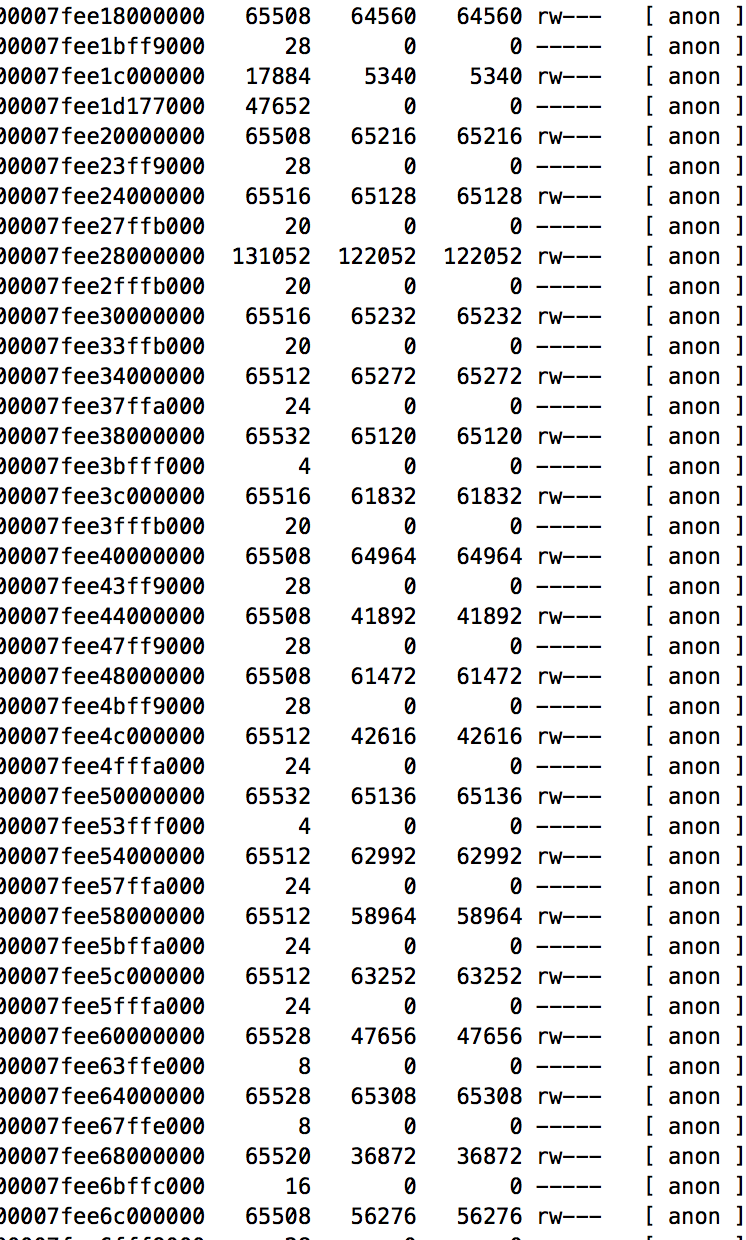 00007fee18000000 65508 64560 64560 rw--- [ anon ]
00007fee1bff9000 28 0 0 ----- [ anon ]
00007fee1c000000 17884 5340 5340 rw--- [ anon ]
00007fee1d177000 47652 0 0 ----- [ anon ]
00007fee20000000 65508 65216 65216 rw--- [ anon ]
00007fee23ff9000 28 0 0 ----- [ anon ]
00007fee24000000 65516 65128 65128 rw--- [ anon ]
00007fee27ffb000 20 0 0 ----- [ anon ]
00007fee28000000 131052 122052 122052 rw--- [ anon ]
00007fee2fffb000 20 0 0 ----- [ anon ]
00007fee30000000 65516 65232 65232 rw--- [ anon ]
00007fee33ffb000 20 0 0 ----- [ anon ]
00007fee34000000 65512 65272 65272 rw--- [ anon ]
00007fee37ffa000 24 0 0 ----- [ anon ]
00007fee38000000 65532 65120 65120 rw--- [ anon ]
00007fee3bfff000 4 0 0 ----- [ anon ]
00007fee3c000000 65516 61832 61832 rw--- [ anon ]
00007fee3fffb000 20 0 0 ----- [ anon ]
00007fee40000000 65508 64964 64964 rw--- [ anon ]
00007fee43ff9000 28 0 0 ----- [ anon ]
00007fee44000000 65508 41892 41892 rw--- [ anon ]
00007fee47ff9000 28 0 0 ----- [ anon ]
00007fee48000000 65508 61472 61472 rw--- [ anon ]
00007fee4bff9000 28 0 0 ----- [ anon ]
00007fee4c000000 65512 42616 42616 rw--- [ anon ]
00007fee4fffa000 24 0 0 ----- [ anon ]
00007fee50000000 65532 65136 65136 rw--- [ anon ]
00007fee53fff000 4 0 0 ----- [ anon ]
00007fee54000000 65512 62992 62992 rw--- [ anon ]
00007fee57ffa000 24 0 0 ----- [ anon ]
00007fee58000000 65512 58964 58964 rw--- [ anon ]
00007fee5bffa000 24 0 0 ----- [ anon ]
00007fee5c000000 65512 63252 63252 rw--- [ anon ]
00007fee5fffa000 24 0 0 ----- [ anon ]
00007fee60000000 65528 47656 47656 rw--- [ anon ]
00007fee63ffe000 8 0 0 ----- [ anon ]
00007fee64000000 65528 65308 65308 rw--- [ anon ]
00007fee67ffe000 8 0 0 ----- [ anon ]
00007fee68000000 65520 36872 36872 rw--- [ anon ]
00007fee6bffc000 16 0 0 ----- [ anon ]
00007fee6c000000 65508 56276 56276 rw--- [ anon ]